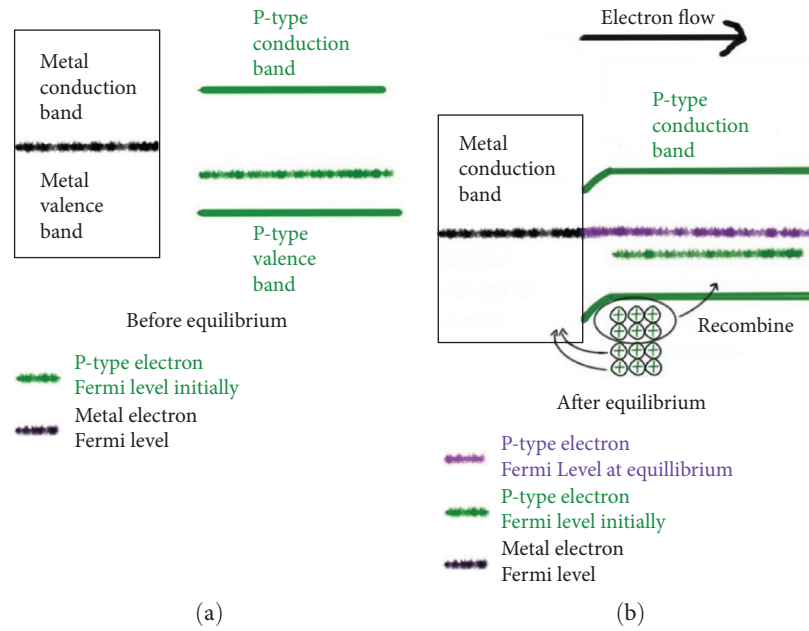 Metal
conduction
band
Metal
valence
band
P-type
conduction
band
P-type
valence
band
Before equilibrium
P-type electron
Fermi level initially
Metal electron
Fermi level
(a)
Electron flow
P-type
conduction
band
Metal
conduction
band
+ + +
+ + +
+ + +
+ + +
Recombine
After equilibrium
P-type electron
Fermi Level at equillibrium
P-type electron
Fermi level initially
Metal electron
Fermi level
(b)